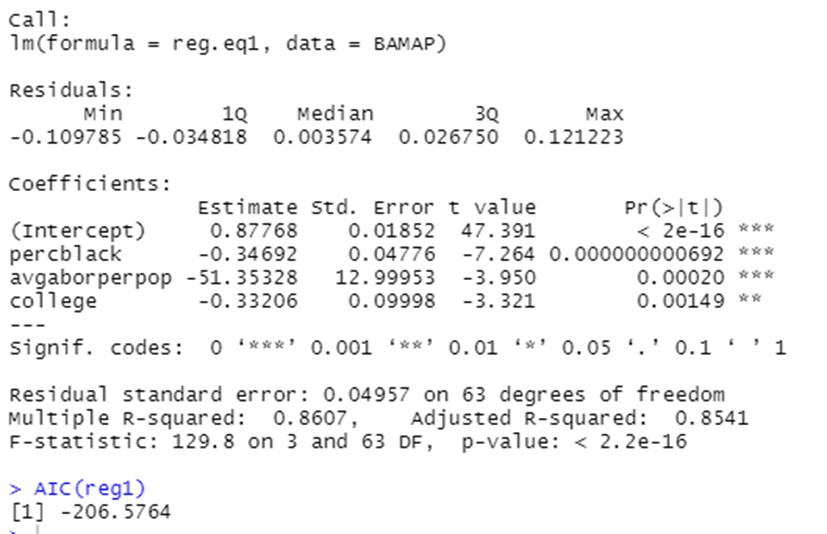 Call:
lm(formula = reg.eq1, data = BAMAP)
Residuals:
Min 1Q Median 3Q Max
-0.109785 -0.034818 0.003574 0.026750 0.121223
Coefficients:
Estimate Std. Error t value Pr(>|t|)
(Intercept) 0.87768 0.01852 47.391 < 2e-16 ***
percblack -0.34692 0.04776 -7.264 0.000000000692 ***
avgaborperpop -51.35328 12.99953 -3.950 0.00020 ***
college -0.33206 0.09998 -3.321 0.00149 **
---
Signif. codes: 0 ‘***’ 0.001 ‘**’ 0.01 ‘*’ 0.05 ‘.’ 0.1 ‘ ’ 1
Residual standard error: 0.04957 on 63 degrees of freedom
Multiple R-squared: 0.8607, Adjusted R-squared: 0.8541
F-statistic: 129.8 on 3 and 63 DF, p-value: < 2.2e-16
> AIC(reg1)
[1] -206.5764